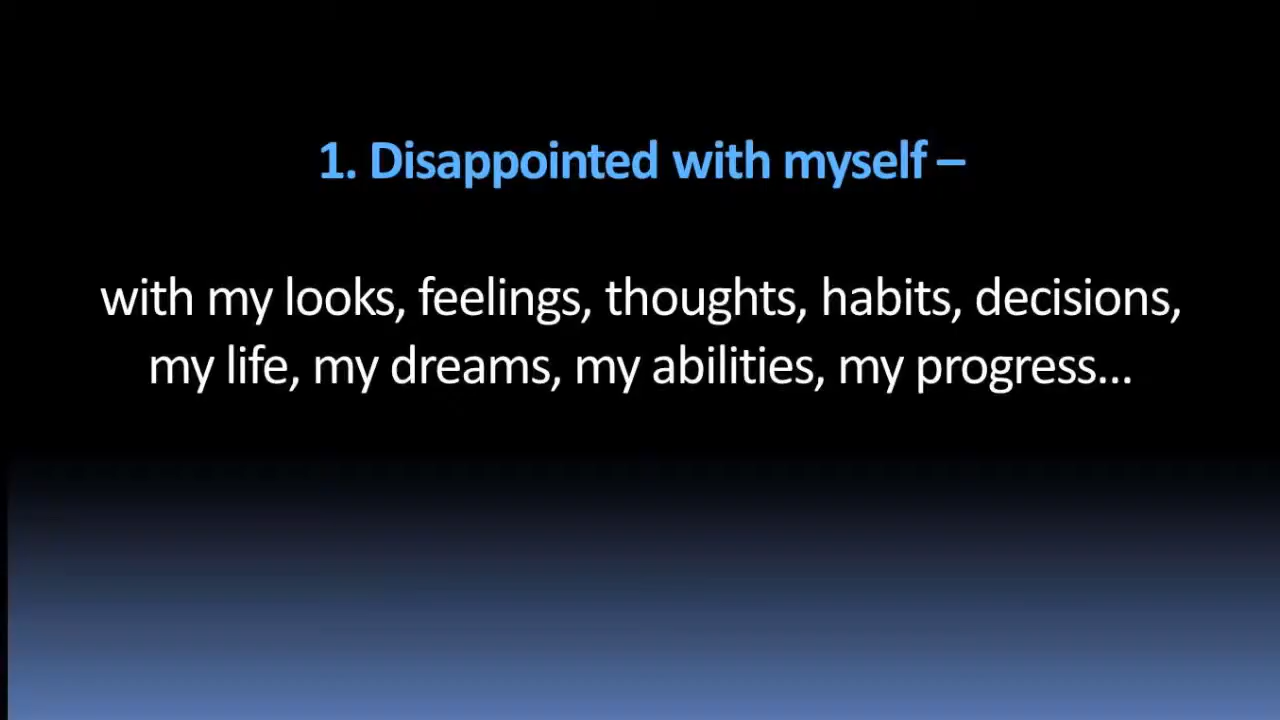 1. Disappointed with myself –
with my looks, feelings, thoughts, habits, decisions,
my life, my dreams, my abilities, my progress...